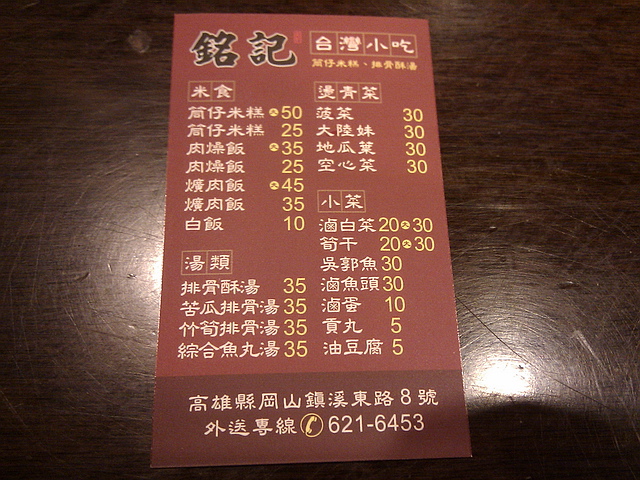 銘記
台灣小吃
筒仔米糕、排骨酥湯
米食
筒仔米糕 大50
筒仔米糕 25
肉燥飯 大35
肉燥飯 25
爌肉飯 大45
爌肉飯 35
白飯 10
湯類
排骨酥湯 35
苦瓜排骨湯 35
竹筍排骨湯 35
綜合魚丸湯 35
燙青菜
菠菜 30
大陸妹 30
地瓜葉 30
空心菜 30
小菜
滷白菜 20大30
筍干 20大30
吳郭魚 30
滷魚頭 30
滷蛋 10
貢丸 5
油豆腐 5
高雄縣岡山鎮溪東路8號
外送專線 621-6453